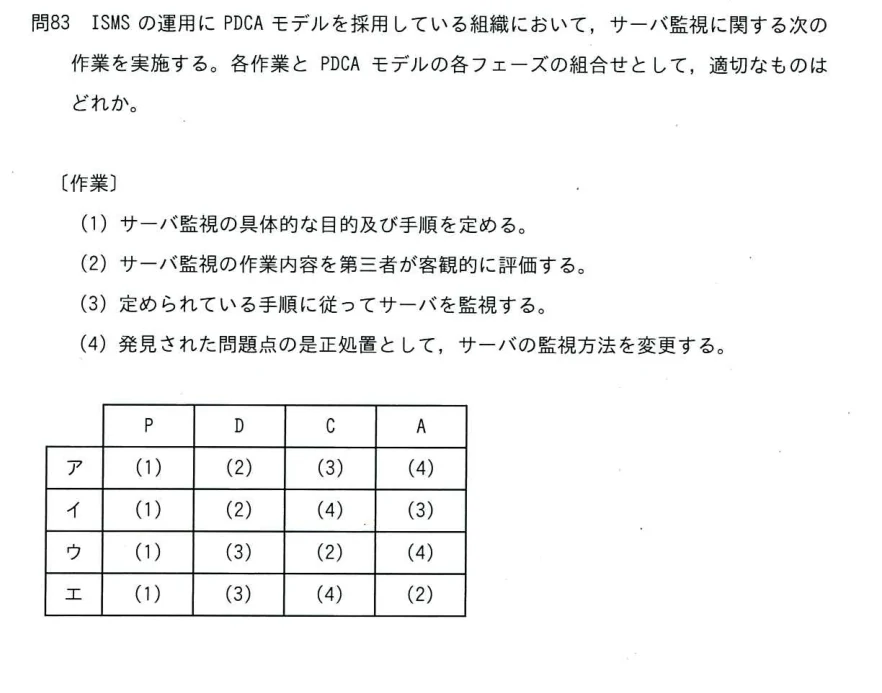 問83 ISMS の運用に PDCA モデルを採用している組織において，サーバ監視に関する次の
作業を実施する。各作業と PDCA モデルの各フェーズの組合せとして，適切なものは
どれか。
〔作業〕
(1) サーバ監視の具体的な目的及び手順を定める。
(2) サーバ監視の作業内容を第三者が客観的に評価する。
(3) 定められている手順に従ってサーバを監視する。
(4) 発見された問題点の是正処置として，サーバの監視方法を変更する。
P D C A
ア (1) (2) (3) (4)
イ (1) (2) (4) (3)
ウ (1) (3) (2) (4)
エ (1) (3) (4) (2)